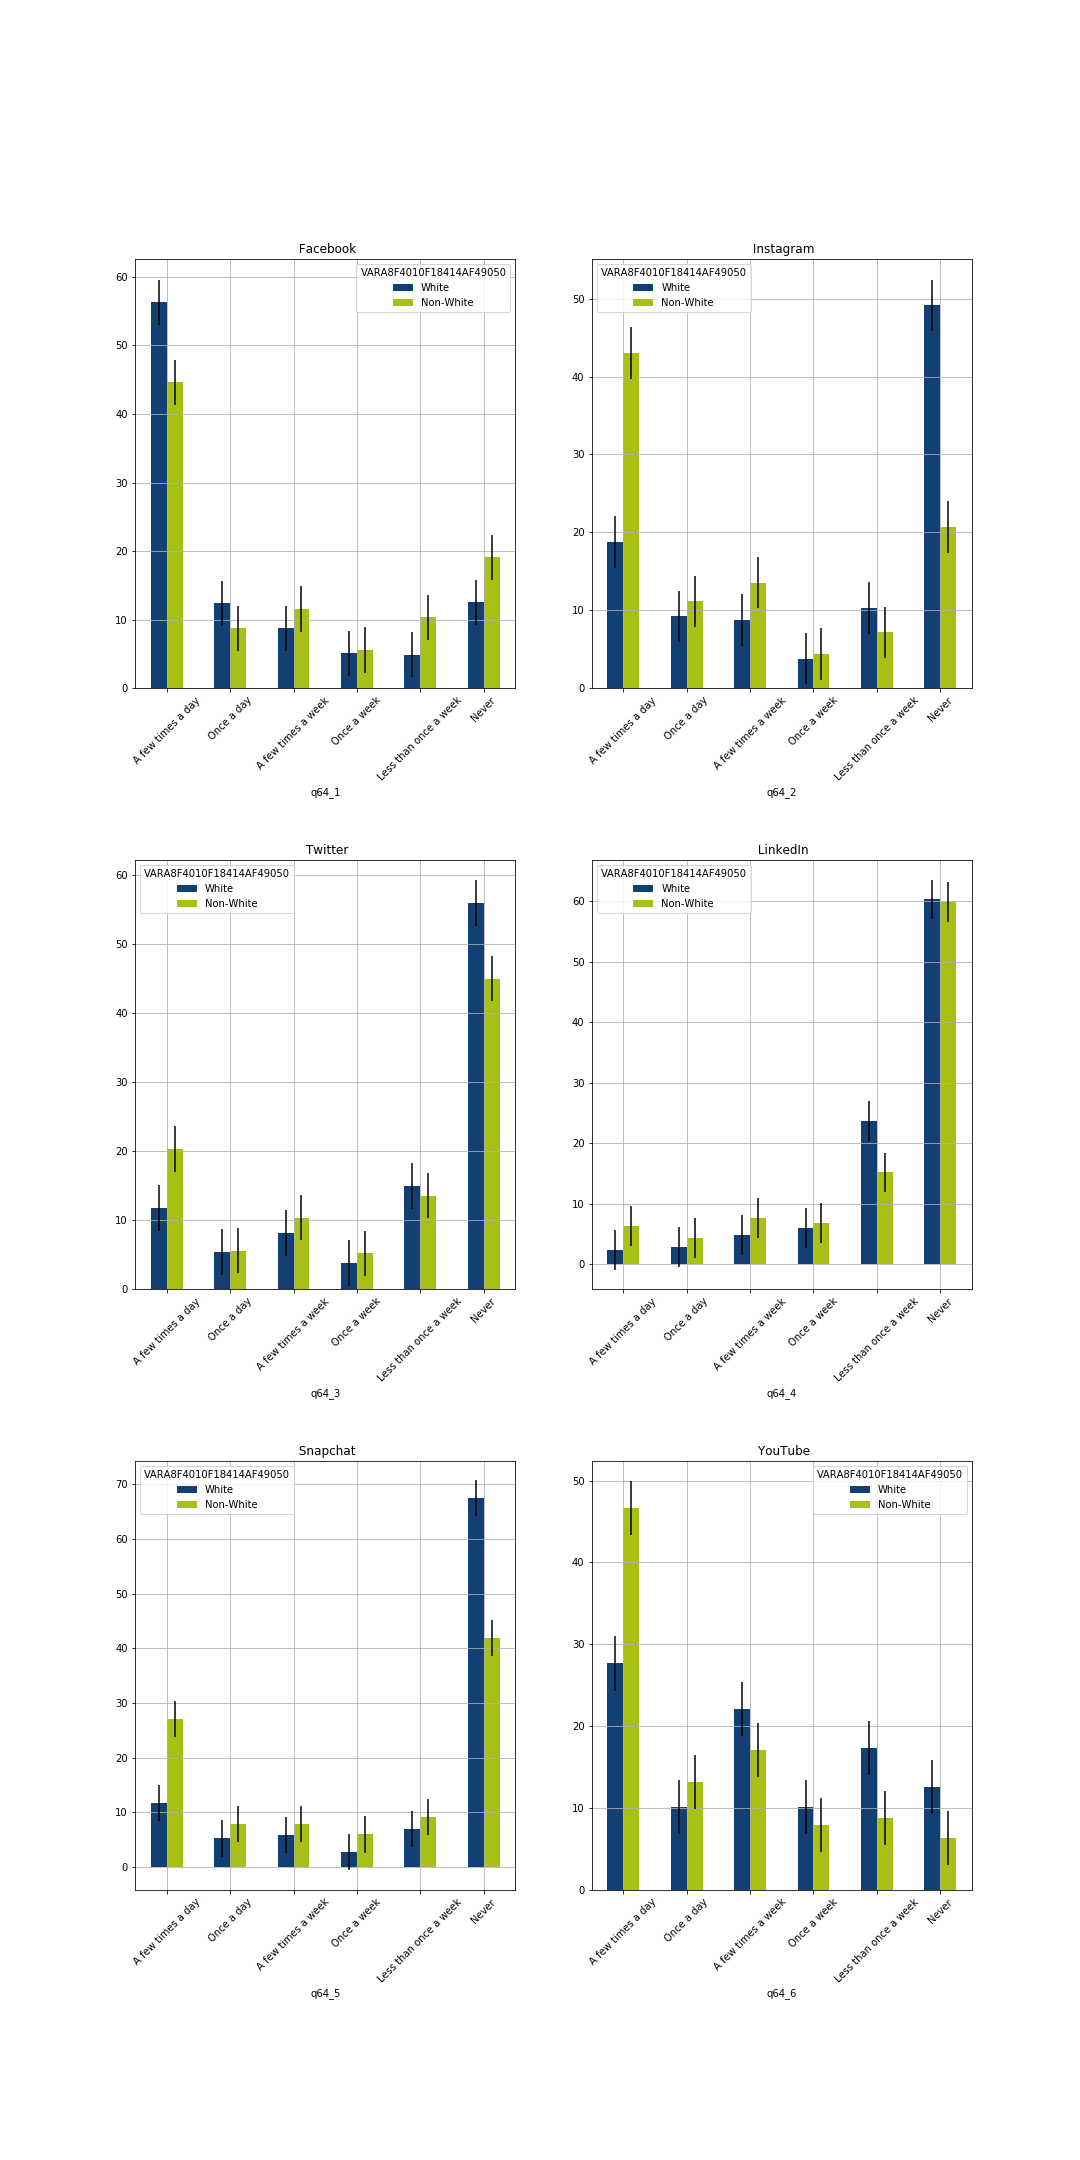 Facebook
VARA8F4010F18414AF49050
White
Non-White
60
50
40
30
20
10
0
A few times a day
Once a day
A few times a week
Once a week
Less than once a week
Never
q64_1
Instagram
VARA8F4010F18414AF49050
White
Non-White
50
40
30
20
10
0
A few times a day
Once a day
A few times a week
Once a week
Less than once a week
Never
q64_2
Twitter
VARA8F4010F18414AF49050
White
Non-White
60
50
40
30
20
10
0
A few times a day
Once a day
A few times a week
Once a week
Less than once a week
Never
q64_3
LinkedIn
VARA8F4010F18414AF49050
White
Non-White
60
50
40
30
20
10
0
A few times a day
Once a day
A few times a week
Once a week
Less than once a week
Never
q64_4
Snapchat
VARA8F4010F18414AF49050
White
Non-White
70
60
50
40
30
20
10
0
A few times a day
Once a day
A few times a week
Once a week
Less than once a week
Never
q64_5
YouTube
VARA8F4010F18414AF49050
White
Non-White
50
40
30
20
10
0
A few times a day
Once a day
A few times a week
Once a week
Less than once a week
Never
q64_6